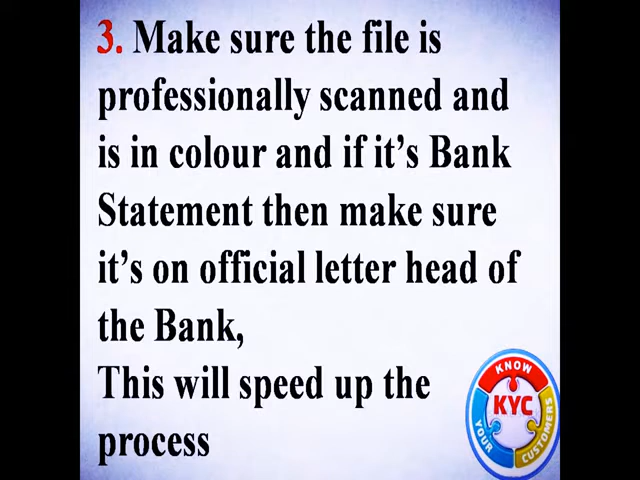 3. Make sure the file is
professionally scanned and
is in colour and if it's Bank
Statement then make sure
it's on official letter head of
the Bank,
This will speed up the
process
KNOW
KYC
YOUR
CUSTOMERS